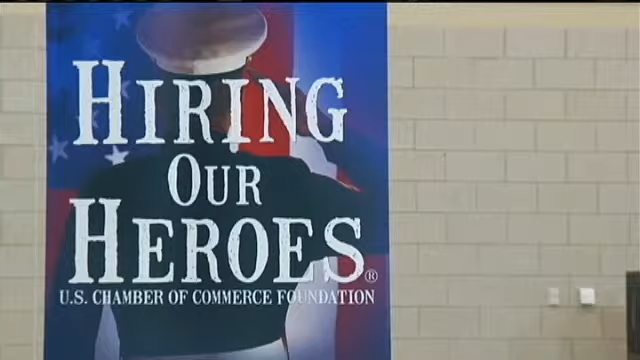 HIRING
OUR
HEROES®
U.S. CHAMBER OF COMMERCE FOUNDATION